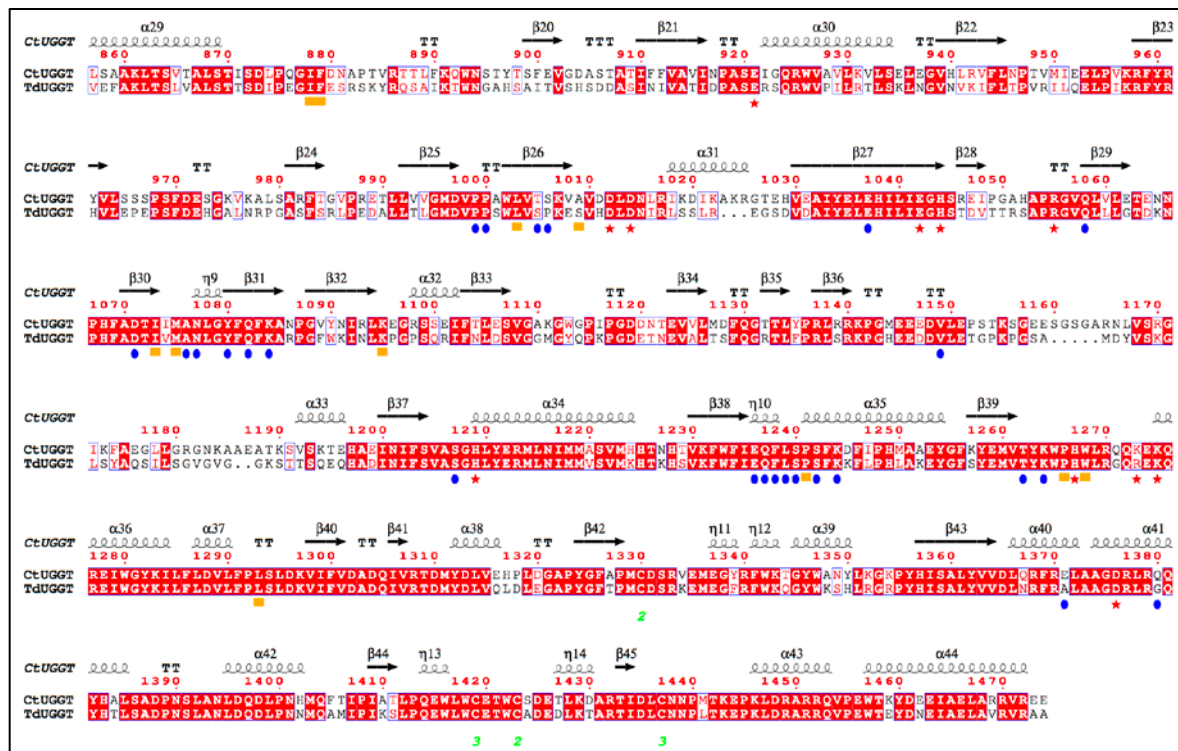 α29 β20 TTT β21 TT α30 TT β22 β23
CtUGGT TT
860 870 880 890 900 910 920 930 940 950 960
CtUGGT LSAAKLTSVTALSTISDLPQGIFDNAPTVRTTLFKQWNSTYTSFEVGDASTATIFFVAVINPASEIGQRWVAVLKVLSELEGVHLRVFLNPTVMIEELPVKRFYR
TdUGGT VEFAKLTSLVALSTTSDIPEGIFESRSKYRQSAIKTWNGAHSAITVSHSDDASINIVATIDPASERSQRWVPILRTLSKLNGVNVKIFLTPVRILQELPIKRFYR
TT β24 β25 TT β26 α31 β27 β28 TT β29
CtUGGT
970 980 990 1000 1010 1020 1030 1040 1050 1060
CtUGGT YVLSSSPSFDESGKVKALSARFTGVPRETLLVVGMDVPPAWLVTSKVAVDDLDNLRIKDIKAKRGTEHVEAIYELEHILIEGHSREIPGAHAPRGVQLVLETENN
TdUGGT HVLEPEPSFDEHGALNRPGASFSRLPEDALLTLGMDVPPSWLVSPKESVHDLDNIRLSSLR...EGSDVDAIYELEHILIEGHSTDVTTRSAPRGVQLLLGTDKN
β30 η9 β31 β32 α32 β33 TT β34 TT β35 β36 TT TT
CtUGGT
1070 1080 1090 1100 1110 1120 1130 1140 1150 1160 1170
CtUGGT PHFADTIIMANLGYFQFKANPGVYNIRLKEGRSSEIFTLESVGAKGWGPIPGDDNTEVVLMDFQGTTLYPRLRRKPGMEEEDVLEPSTKSGEESGSGARNLVSRG
TdUGGT PHFADTIVMANLGYFQFKARPGFWKINLKPGPSQRIFNLDSVGGMGYQPKPGDETNEVALTSFQGRTLFPRLSRKPGHEEDDVLETGPKPGSA.....MDYVSKG
α33 β37 α34 β38 η10 α35 β39
CtUGGT
1180 1190 1200 1210 1220 1230 1240 1250 1260 1270
CtUGGT IKFAEGLLGRGNKAAEATKSVSKTEHAEINIFSVASGHLYERMLNIMMASVMHHTNHTVKFWFIEQFLSPSFKDFIPHMAAEYGFKYEMVTYKWPHWLRQQKEKQ
TdUGGT LSYAQSILSGVGVG..GKSTTSQEQHADINIFSVASGHLYERMLNIMMVSVMKHTKHSVKFWFIEQFLSPSFKKFLPHLAKEYGFSYEMVTYKWPHWLRGQREKQ
α36 α37 TT β40 TT β41 α38 TT β42 η11 η12 α39 β43 α40 α41
CtUGGT
1280 1290 1300 1310 1320 1330 1340 1350 1360 1370 1380
CtUGGT REIWGYKILFLDVLFPLSLDKVIFVDADQIVRTDMYDLVEHPLDGAPYGFAPMCDSRVEMEGYRFWKTGYWANYLKGKPYHISALYVVDLQRFRELAAGDRLRQQ
TdUGGT REIWGYKILFLDVLFPLSLDKVIFVDADQIVRTDMYDLVQLDLEGAPYGFTPMCDSRKEMEGFRFWKQGYWKSHLRGRPYHISALYVVDLNRFRALAAGDRLRGQ
2
TT α42 β44 η13 η14 β45 α43 α44
CtUGGT
1390 1400 1410 1420 1430 1440 1450 1460 1470
CtUGGT YHALSADPNSLANLDQDLPNHMQFTIPIATLPQEWLWCETWCSDETLKDARTIDLCNNPMTKEPKLDRARRQVPEWTKYDEEIAELARRVREE
TdUGGT YHTLSADPNSLANLDQDLPNNMQAMIPIKSLPQEWLWCETWCADEDLKTARTIDLCNNPLTKEPKLDRARRQVPEWTEYDNEIAELAVRVRAA
3 2 3